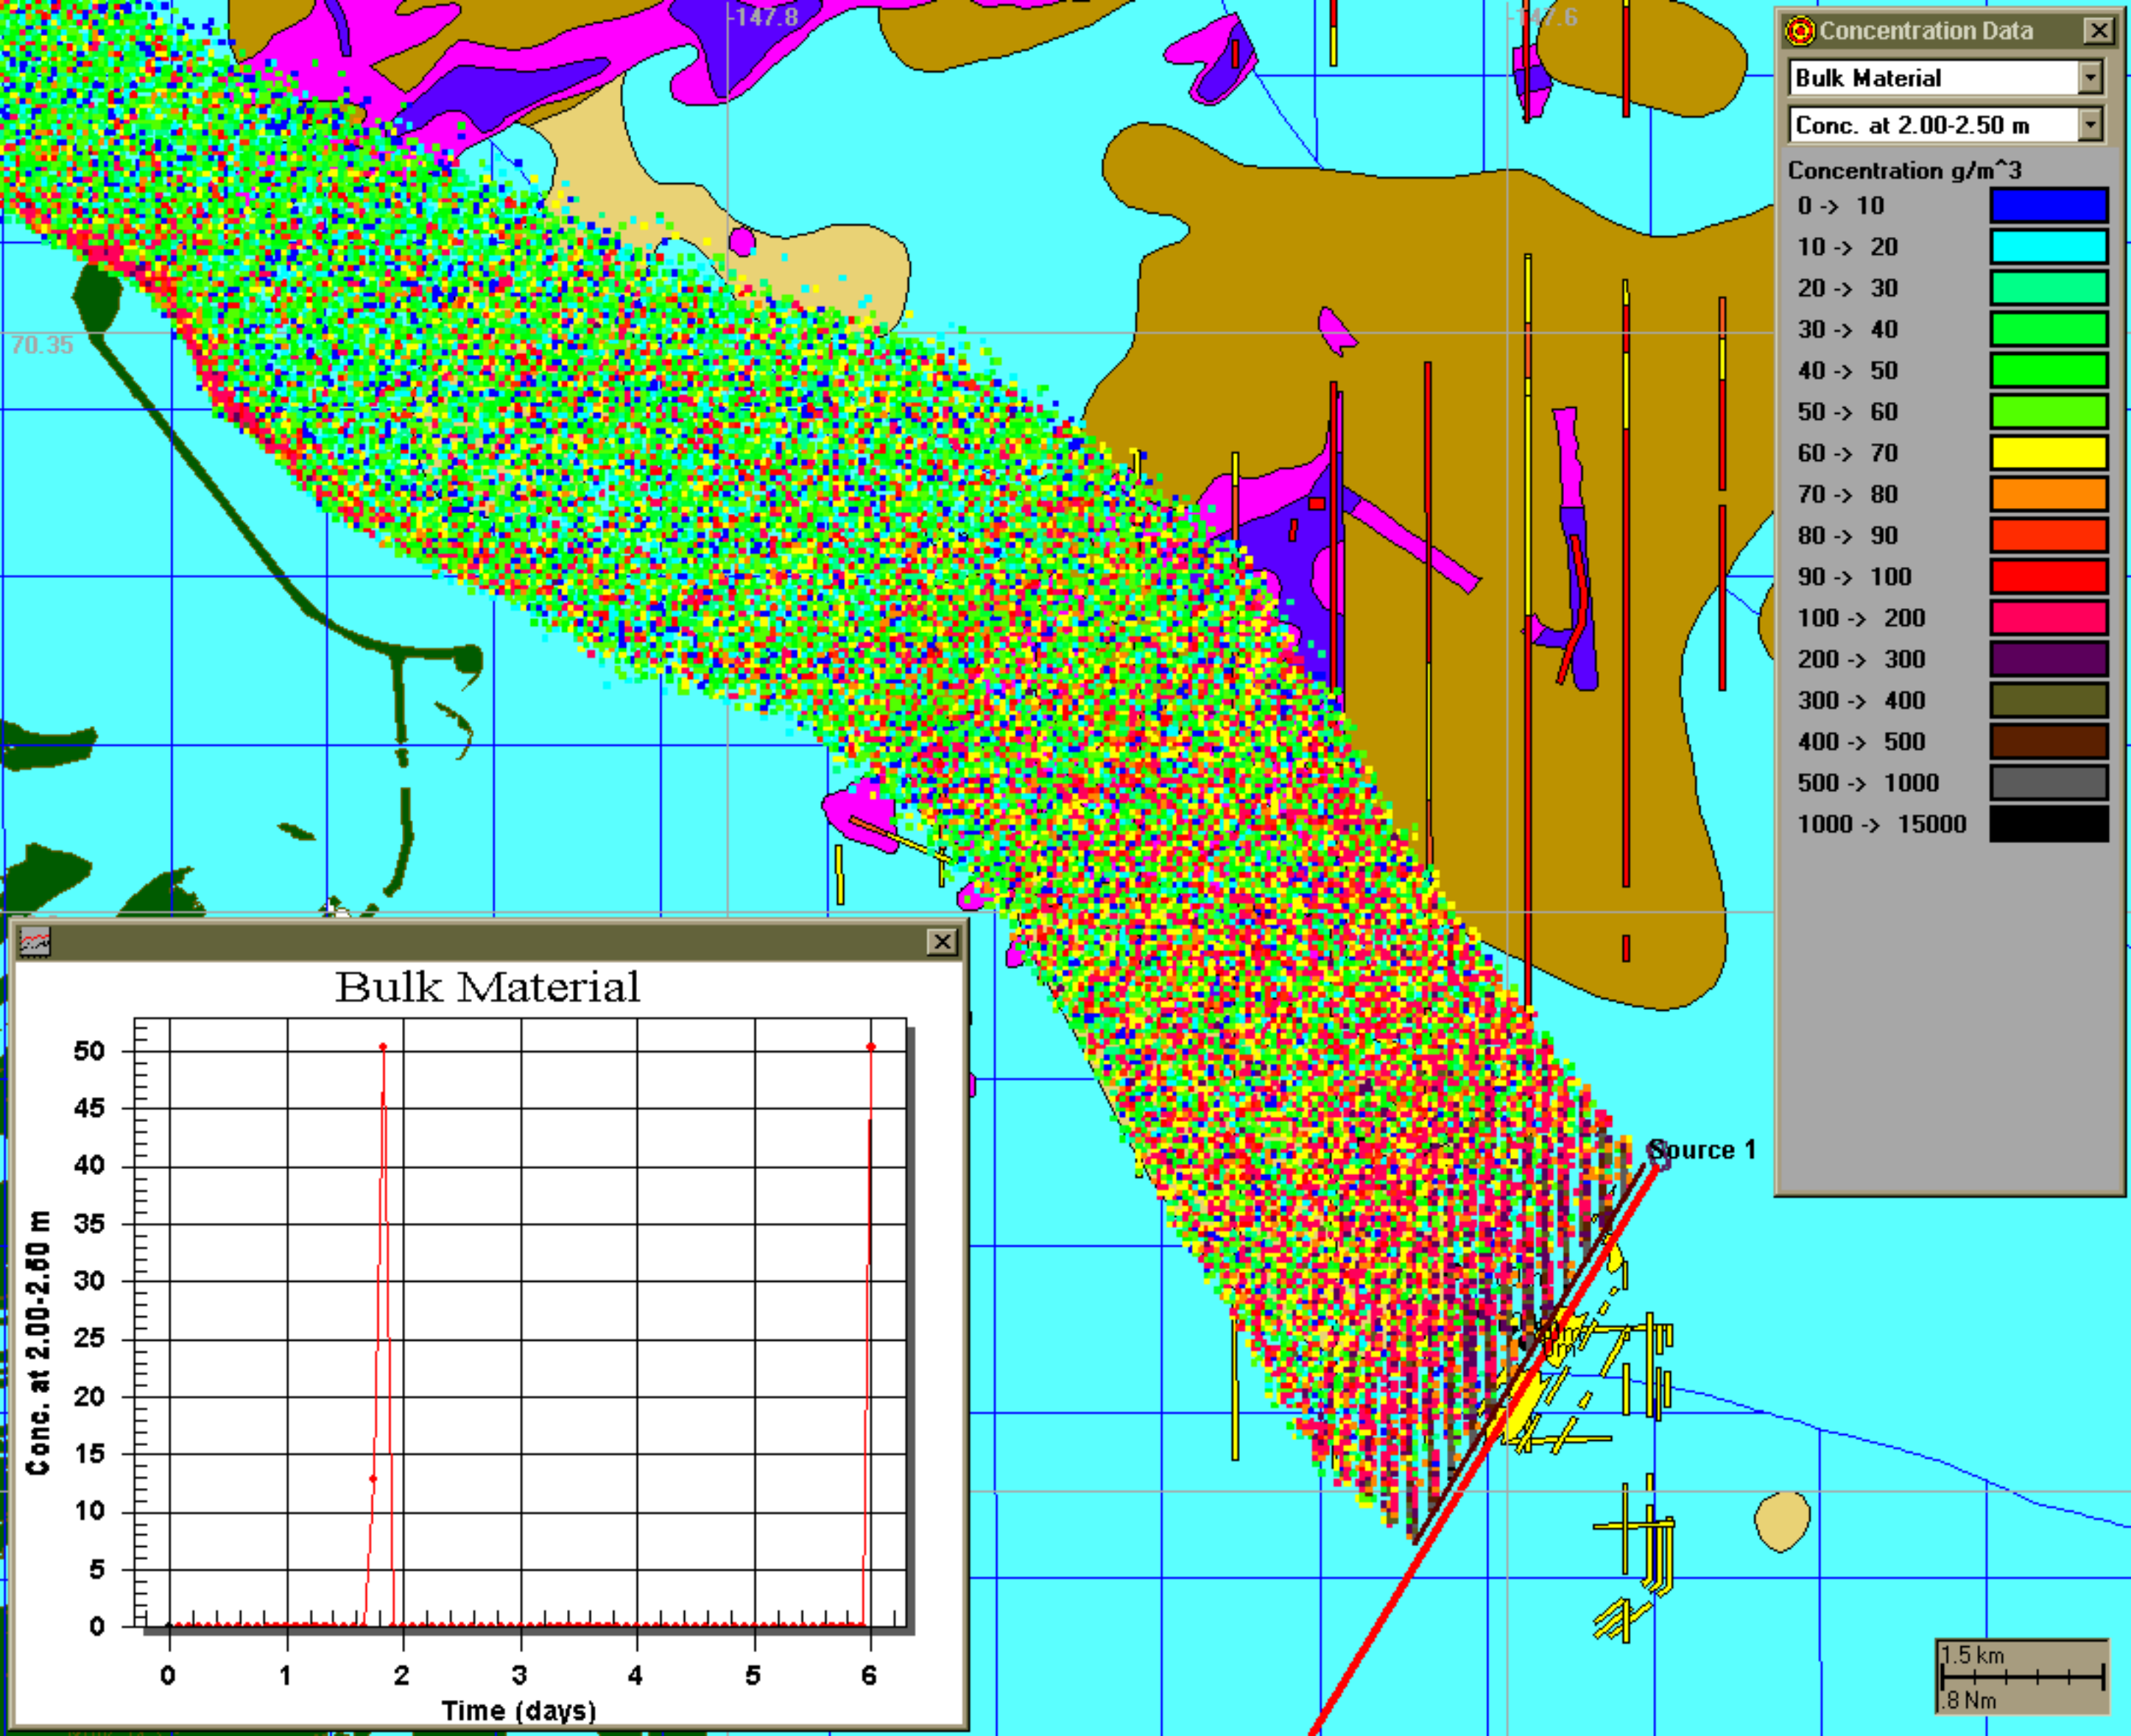 -147.8
-147.6
70.35
Source 1
Concentration Data
Bulk Material
Conc. at 2.00-2.50 m
Concentration g/m^3
0 -> 10
10 -> 20
20 -> 30
30 -> 40
40 -> 50
50 -> 60
60 -> 70
70 -> 80
80 -> 90
90 -> 100
100 -> 200
200 -> 300
300 -> 400
400 -> 500
500 -> 1000
1000 -> 15000
Bulk Material
Conc. at 2.00-2.50 m
50
45
40
35
30
25
20
15
10
5
0
0 1 2 3 4 5 6
Time (days)
1.5 km
.8 Nm